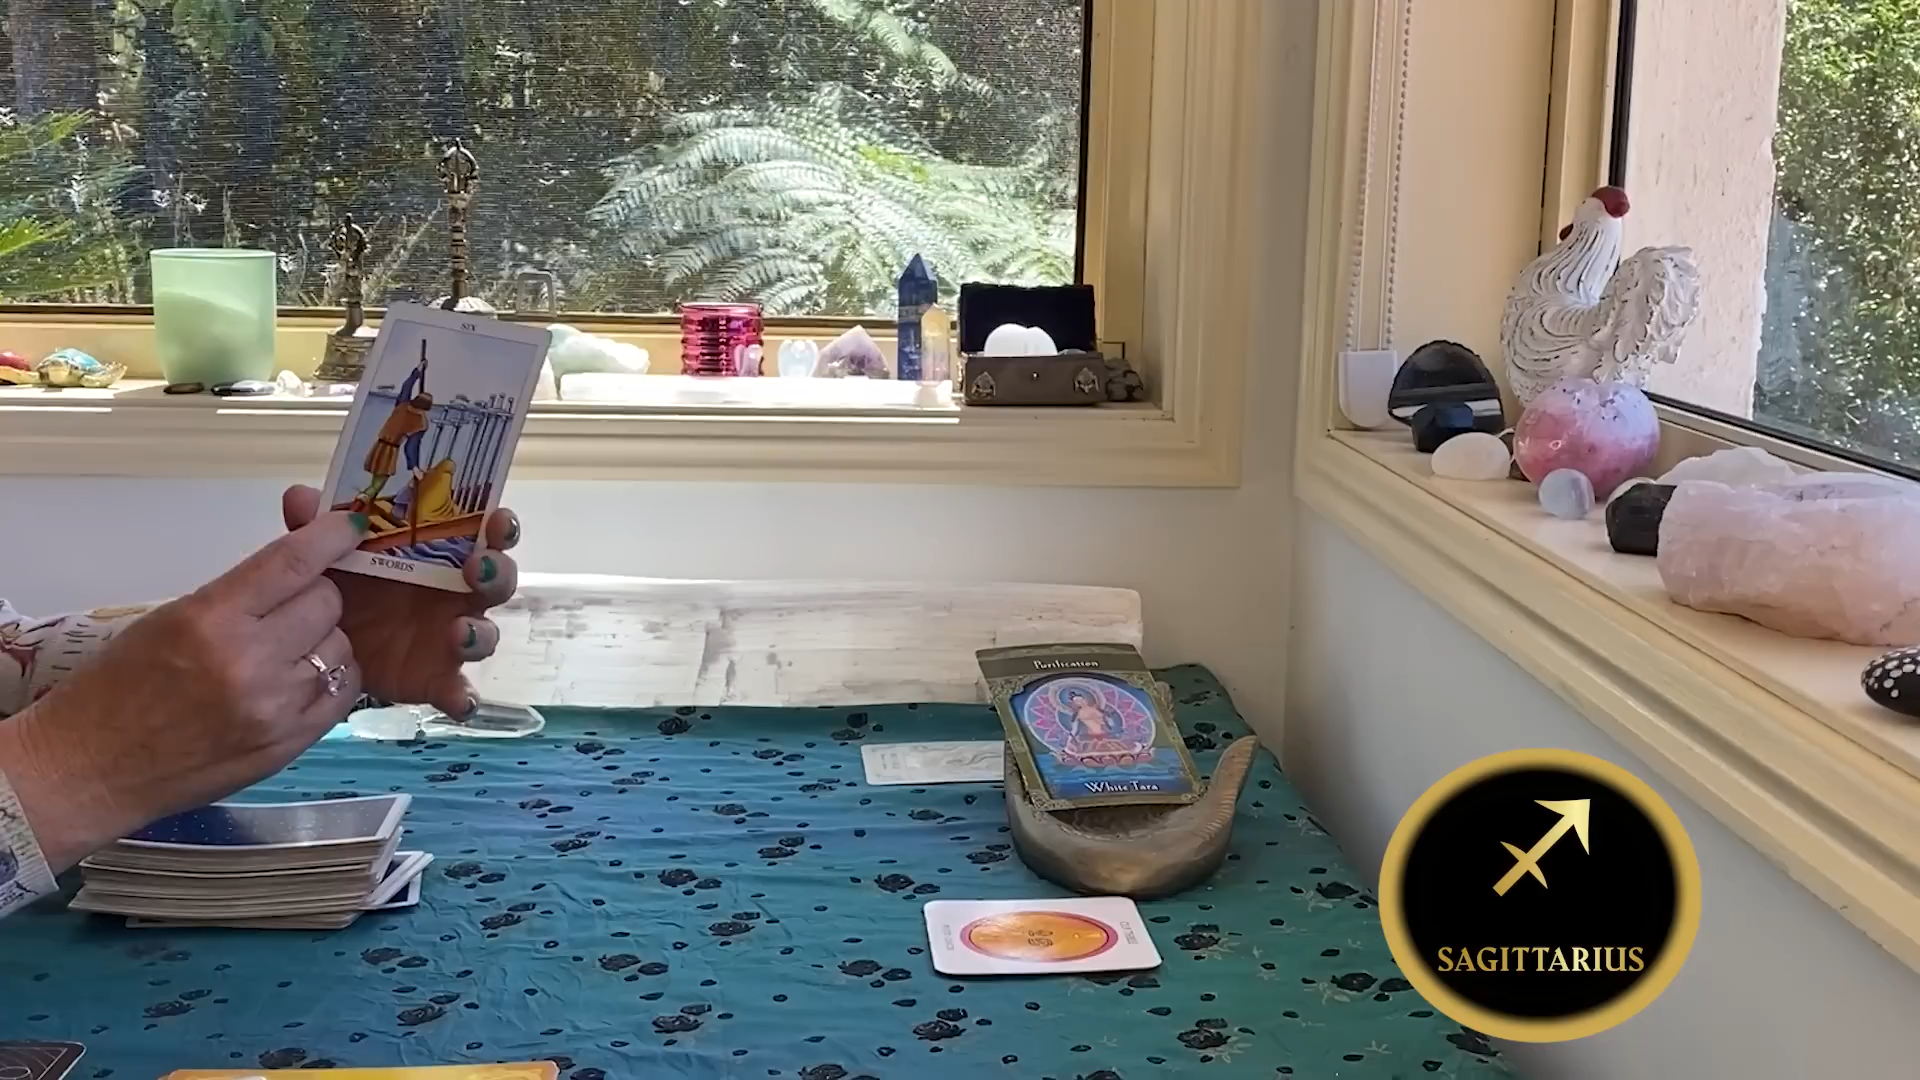 SIX
SWORDS
Purification
White Tara
SAGITTARIUS